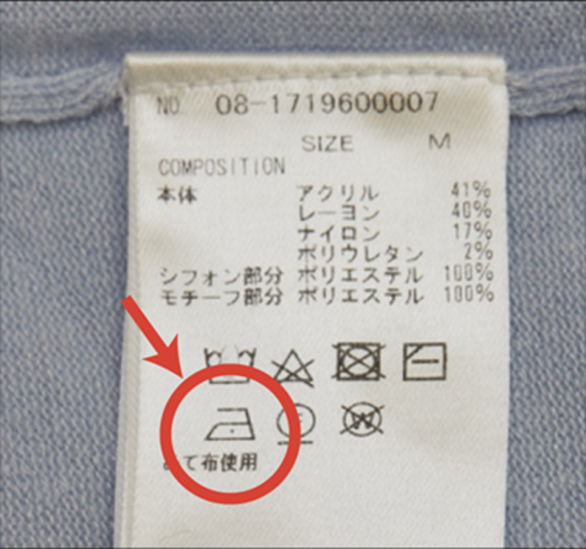 NO 08-1719600007
SIZE M
COMPOSITION
本体 アクリル 41%
レーヨン 40%
ナイロン 17%
ポリウレタン 2%
シフォン部分 ポリエステル 100%
モチーフ部分 ポリエステル 100%
W
あて布使用